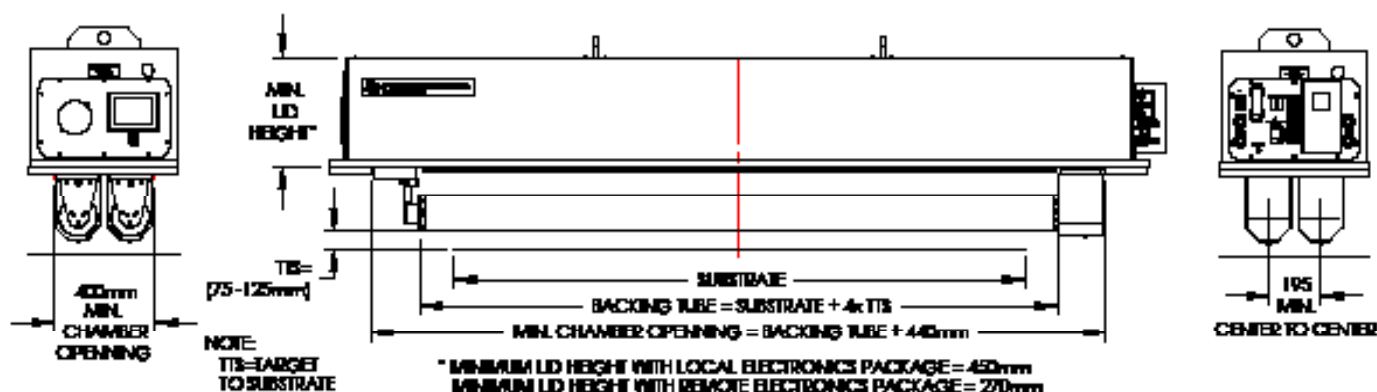 MIN.
LID
HEIGHT*
TTS=
(75-125mm)
400mm
MIN.
CHAMBER
OPENNING
NOTE:
TTS=TARGET
TO SUBSTRATE
SUBSTRATE
BACKING TUBE = SUBSTRATE + 4x TTS
MIN. CHAMBER OPENNING = BACKING TUBE + 440mm
* MINIMUM LID HEIGHT WITH LOCAL ELECTRONICS PACKAGE = 450mm
MINIMUM LID HEIGHT WITH REMOTE ELECTRONICS PACKAGE = 270mm
195
MIN.
CENTER TO CENTER